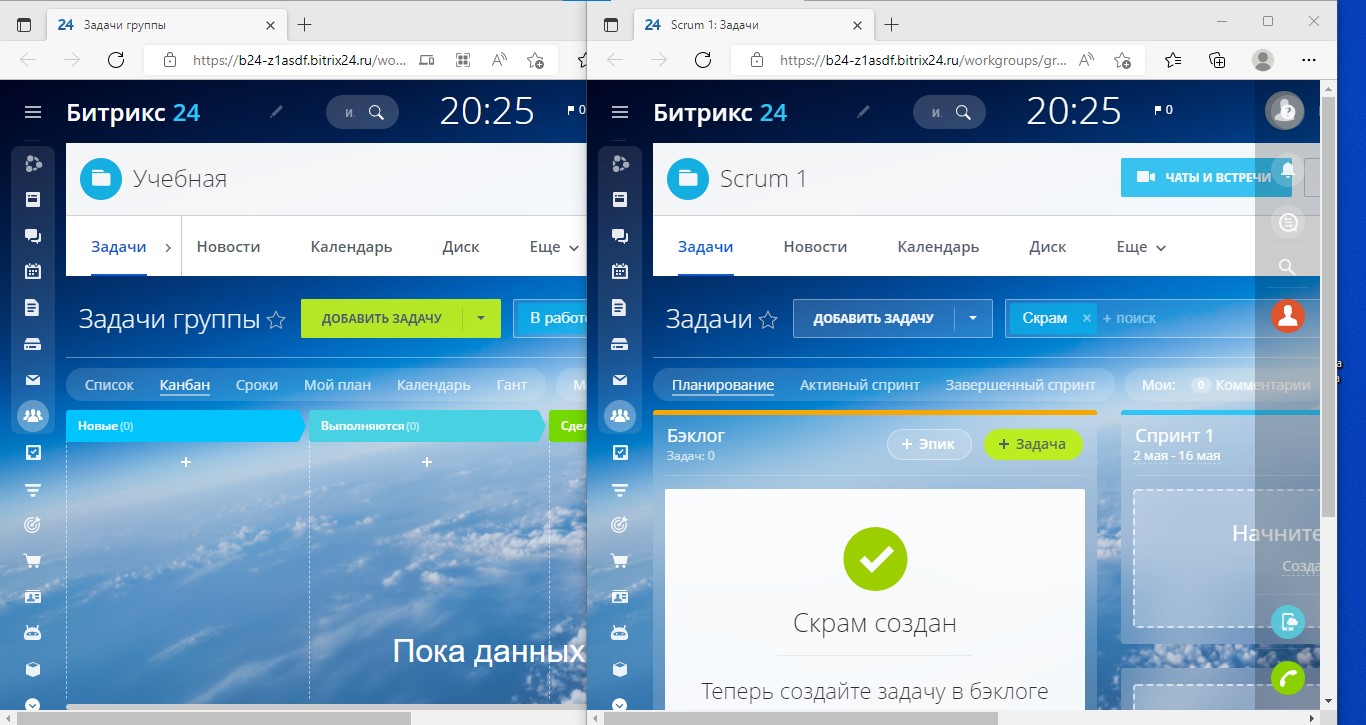 24 Задачи группы
https://b24-z1asdf.bitrix24.ru/wo...
Битрикс 24
и.
20:25
0
Учебная
Задачи
Новости
Календарь
Диск
Еще
Задачи группы
ДОБАВИТЬ ЗАДАЧУ
В работе
Список
Канбан
Сроки
Мой план
Календарь
Гант
Новые (0)
Выполняются (0)
+
+
Пока данных
24 Scrum 1: Задачи
https://b24-z1asdf.bitrix24.ru/workgroups/gr...
Битрикс 24
и.
20:25
0
Scrum 1
ЧАТЫ И ВСТРЕЧИ
Задачи
Новости
Календарь
Диск
Еще
Задачи
ДОБАВИТЬ ЗАДАЧУ
Скрам ×
+ поиск
Планирование
Активный спринт
Завершенный спринт
Мои:
0 Комментарии
Бэклог
Задач: 0
+ Эпик
+ Задача
Скрам создан
Теперь создайте задачу в бэклоге
Спринт 1
2 мая - 16 мая
Начните